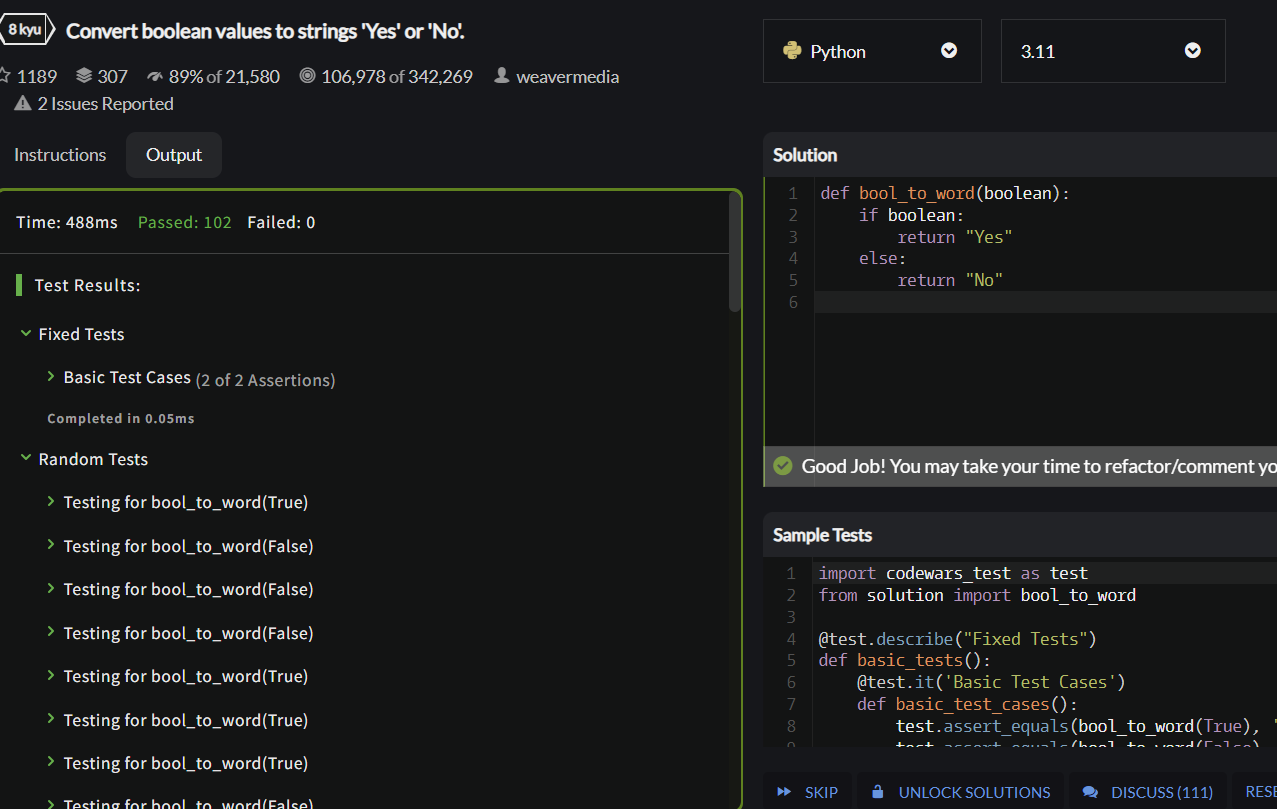 8 kyu Convert boolean values to strings 'Yes' or 'No'.
1189 307 89% of 21,580 106,978 of 342,269 weavermedia
2 Issues Reported
Python 3.11
Instructions Output
Time: 488ms Passed: 102 Failed: 0
Test Results:
Fixed Tests
Basic Test Cases (2 of 2 Assertions)
Completed in 0.05ms
Random Tests
Testing for bool_to_word(True)
Testing for bool_to_word(False)
Testing for bool_to_word(False)
Testing for bool_to_word(False)
Testing for bool_to_word(True)
Testing for bool_to_word(True)
Testing for bool_to_word(True)
Testing for bool_to_word(False)
Solution
1 def bool_to_word(boolean):
2     if boolean:
3         return "Yes"
4     else:
5         return "No"
6
Good Job! You may take your time to refactor/comment yo
Sample Tests
1 import codewars_test as test
2 from solution import bool_to_word
3
4 @test.describe("Fixed Tests")
5 def basic_tests():
6     @test.it('Basic Test Cases')
7     def basic_test_cases():
8         test.assert_equals(bool_to_word(True), '
9         test.assert_equals(bool_to_word(False)
SKIP UNLOCK SOLUTIONS DISCUSS (111) RESE